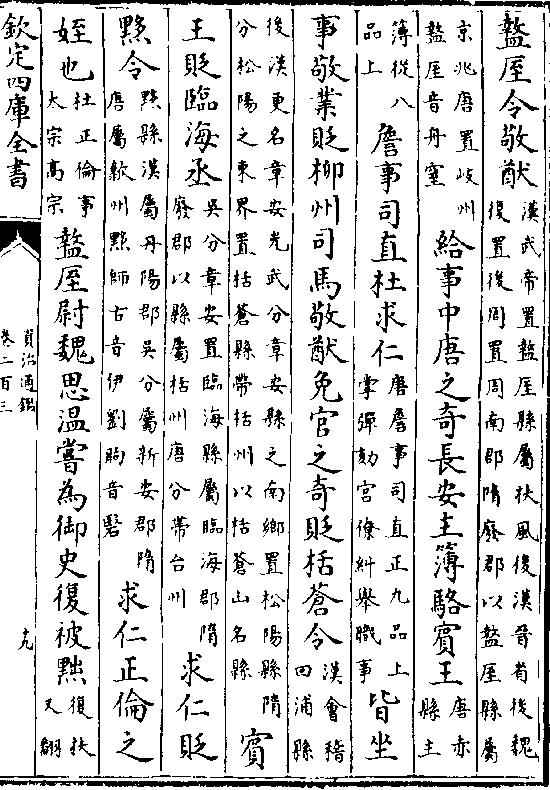 盩厔令敬猷漢武帝置盩厔縣屬扶風後漢晉省後魏復置後周置周南郡隋廢郡以盩厔縣屬
京兆唐置岐州盩厔音舟窒給事中唐之奇長安主簿駱賓王唐赤縣主
簿從八品上詹事司直杜求仁唐詹事司直正九品上掌彈劾宮僚糾舉職事皆坐
事敬業貶柳州司馬敬猷免官之奇貶栝蒼令漢會稽回浦縣
後漢更名章安光武分章安縣之南鄉置松陽縣隋分松陽之東界置栝蒼縣帶栝州以栝蒼山名縣賓
王貶臨海丞吳分章安置臨海縣屬臨海郡隋廢郡以縣屬栝州唐分帶台州求仁貶
黟令黟縣漢屬丹陽郡吳分屬新安郡隋唐屬歙州黟師古音伊劉昫音毉求仁正倫之
姪也杜正倫事太宗高宗盩厔尉魏思溫嘗為御史復被黜復扶又翻
欽定四庫全書
資治通鑑
卷二百三
十九